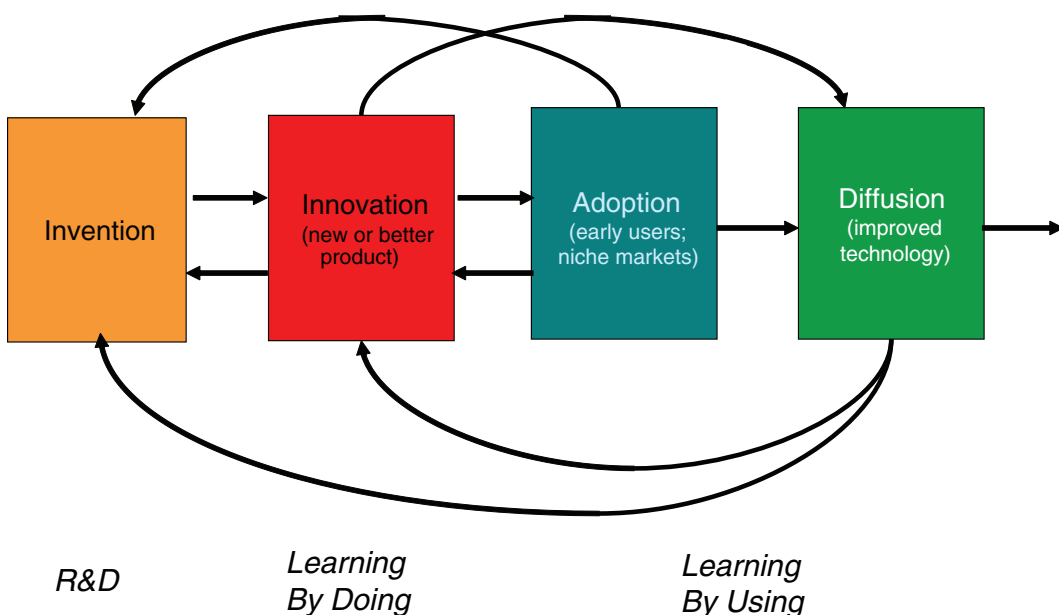 Invention
Innovation
(new or better
product)
Adoption
(early users;
niche markets)
Diffusion
(improved
technology)
R&D
Learning
By Doing
Learning
By Using